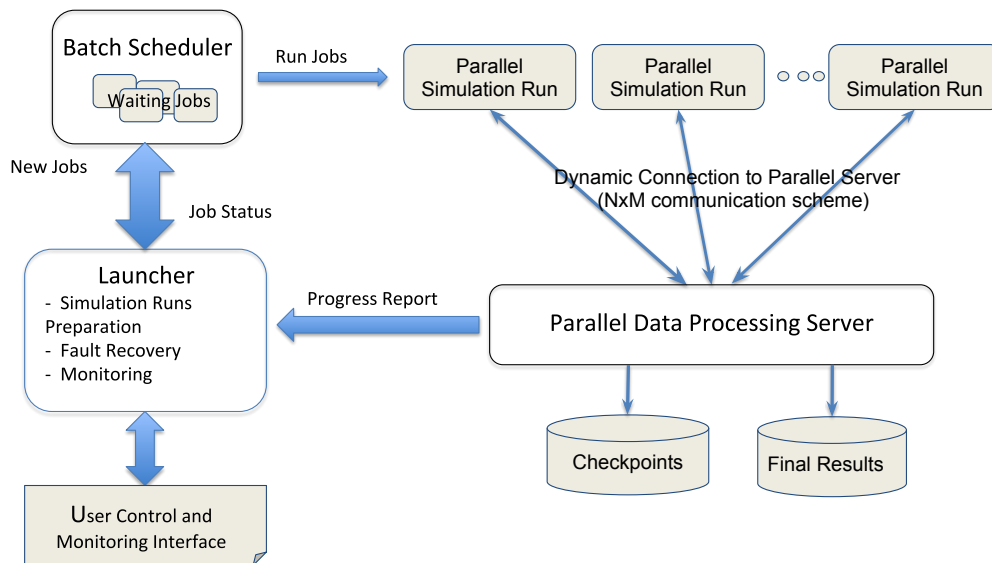 Batch Scheduler
Waiting Jobs
Run Jobs
Parallel
Simulation Run
Parallel
Simulation Run
Parallel
Simulation Run
New Jobs
Job Status
Dynamic Connection to Parallel Server
(NxM communication scheme)
Launcher
- Simulation Runs
Preparation
- Fault Recovery
- Monitoring
Progress Report
Parallel Data Processing Server
Checkpoints
Final Results
User Control and
Monitoring Interface